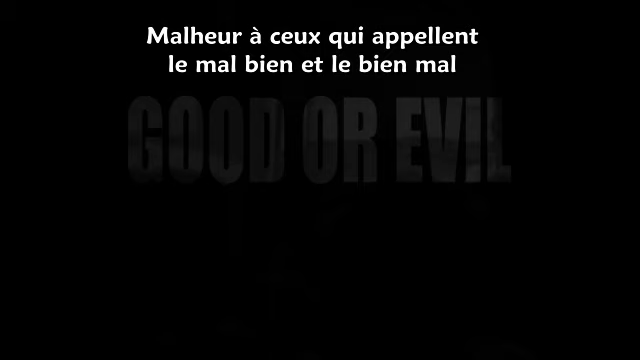 Malheur à ceux qui appellent
le mal bien et le bien mal
GOOD OR EVIL